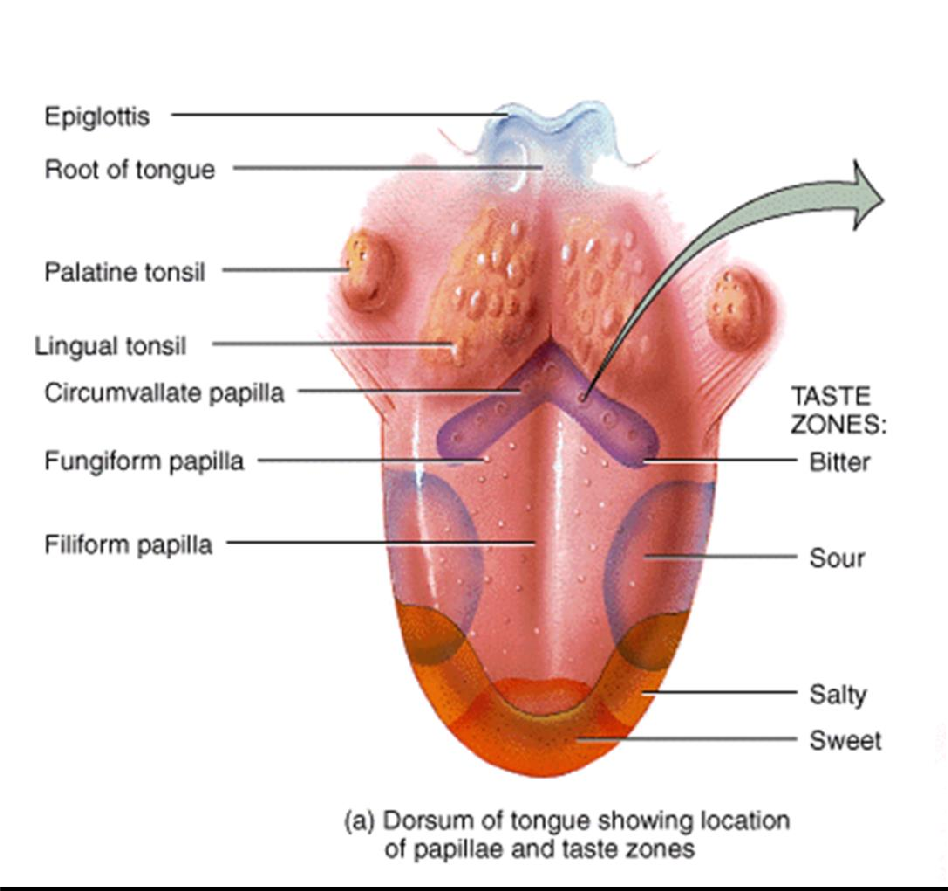 Epiglottis
Root of tongue
Palatine tonsil
Lingual tonsil
Circumvallate papilla
Fungiform papilla
Filiform papilla
TASTE
ZONES:
Bitter
Sour
Salty
Sweet
(a) Dorsum of tongue showing location
of papillae and taste zones